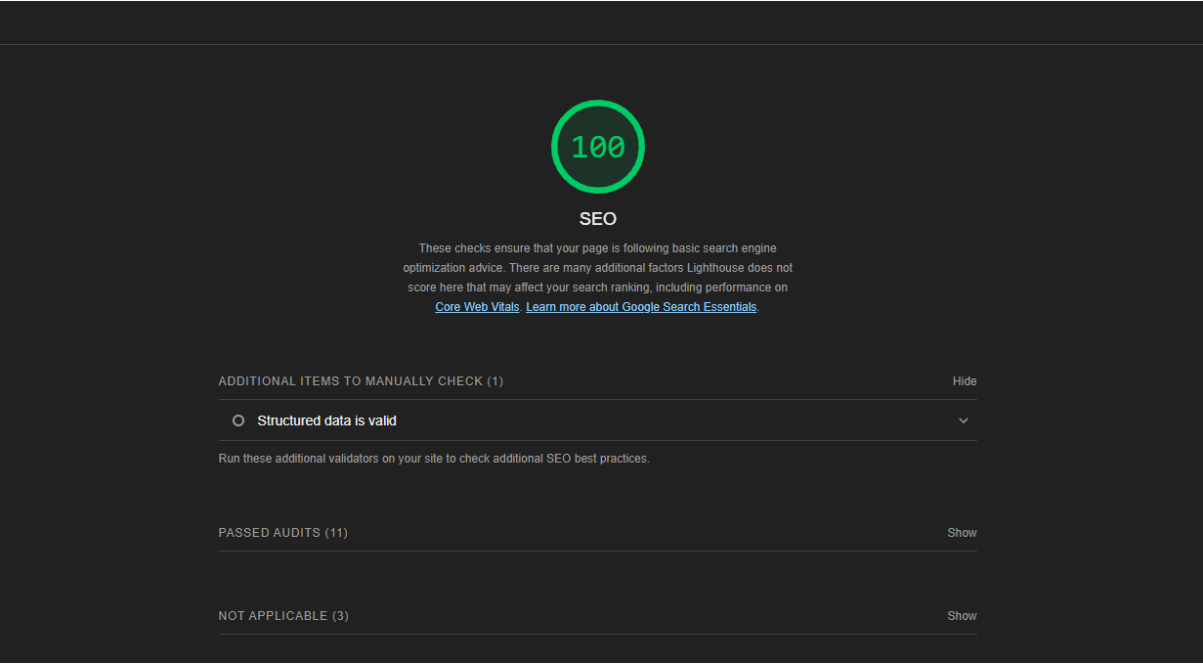 100
SEO
These checks ensure that your page is following basic search engine
optimization advice. There are many additional factors Lighthouse does not
score here that may affect your search ranking, including performance on
Core Web Vitals. Learn more about Google Search Essentials.
ADDITIONAL ITEMS TO MANUALLY CHECK (1) Hide
Structured data is valid
Run these additional validators on your site to check additional SEO best practices.
PASSED AUDITS (11) Show
NOT APPLICABLE (3) Show